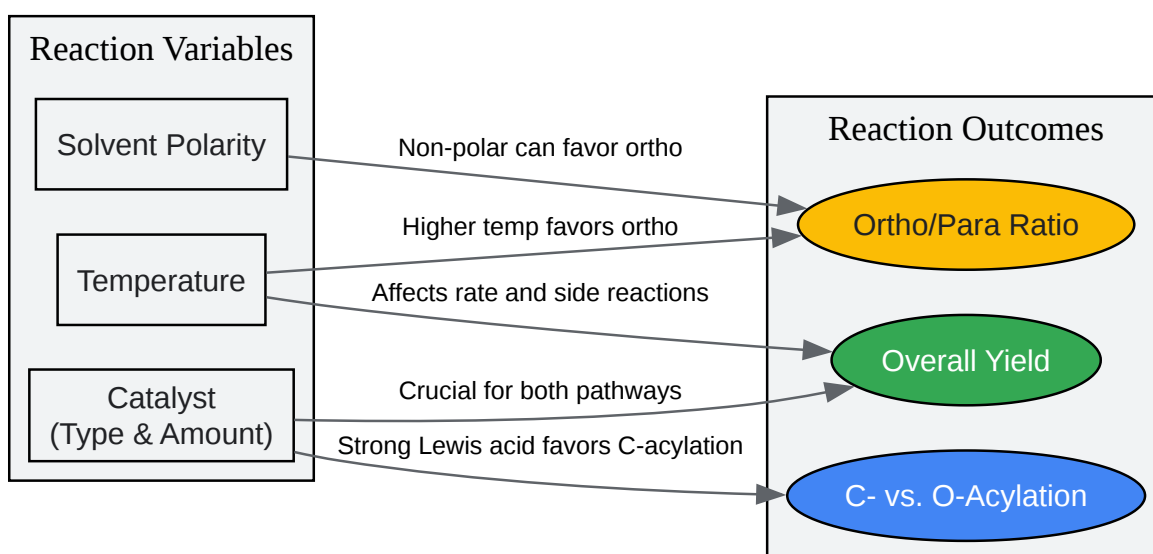 Reaction Variables
Solvent Polarity
Temperature
Catalyst
(Type & Amount)
Non-polar can favor ortho
Higher temp favors ortho
Affects rate and side reactions
Crucial for both pathways
Strong Lewis acid favors C-acylation
Reaction Outcomes
Ortho/Para Ratio
Overall Yield
C- vs. O-Acylation